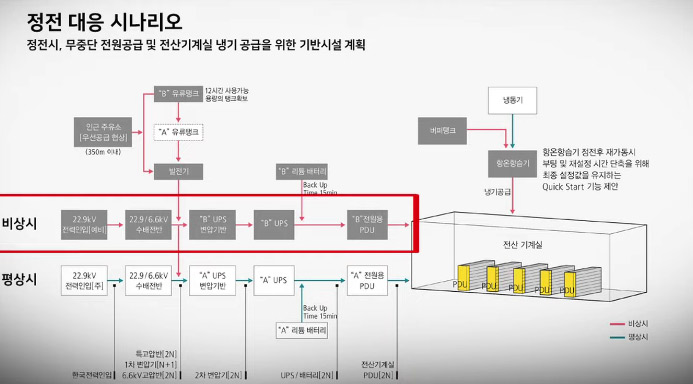 정전 대응 시나리오
정전시, 무중단 전원공급 및 전산기계실 냉기 공급을 위한 기반시설 계획
"B" 유류탱크
12시간 사용가능
용량의 탱크확보
인근 주유소
[우선공급 협상]
(350m 이내)
"A" 유류탱크
발전기
"B" 리튬 배터리
Back Up
Time 15min
냉동기
버퍼탱크
항온항습기
항온항습기 정전후 재가동시
부팅 및 재설정 시간 단축을 위해
최종 설정값을 유지하는
Quick Start 기능 제안
냉기공급
비상시
22.9kV
전력인입[예비]
22.9/6.6kV
수배전반
"B" UPS
변압기반
"B" UPS
"B"전원용
PDU
전산 기계실
PDU
PDU
PDU
PDU
PDU
평상시
22.9kV
전력인입[주]
22.9/6.6kV
수배전반
"A" UPS
변압기반
"A" UPS
"A" 전원용
PDU
Back Up
Time 15min
"A" 리튬 배터리
비상시
평상시
한국전력인입
특고압반[2N]
1차 변압기[N+1]
6.6kV고압반[2N]
2차 변압기[2N]
UPS/배터리[2N]
전산기계실
PDU[2N]